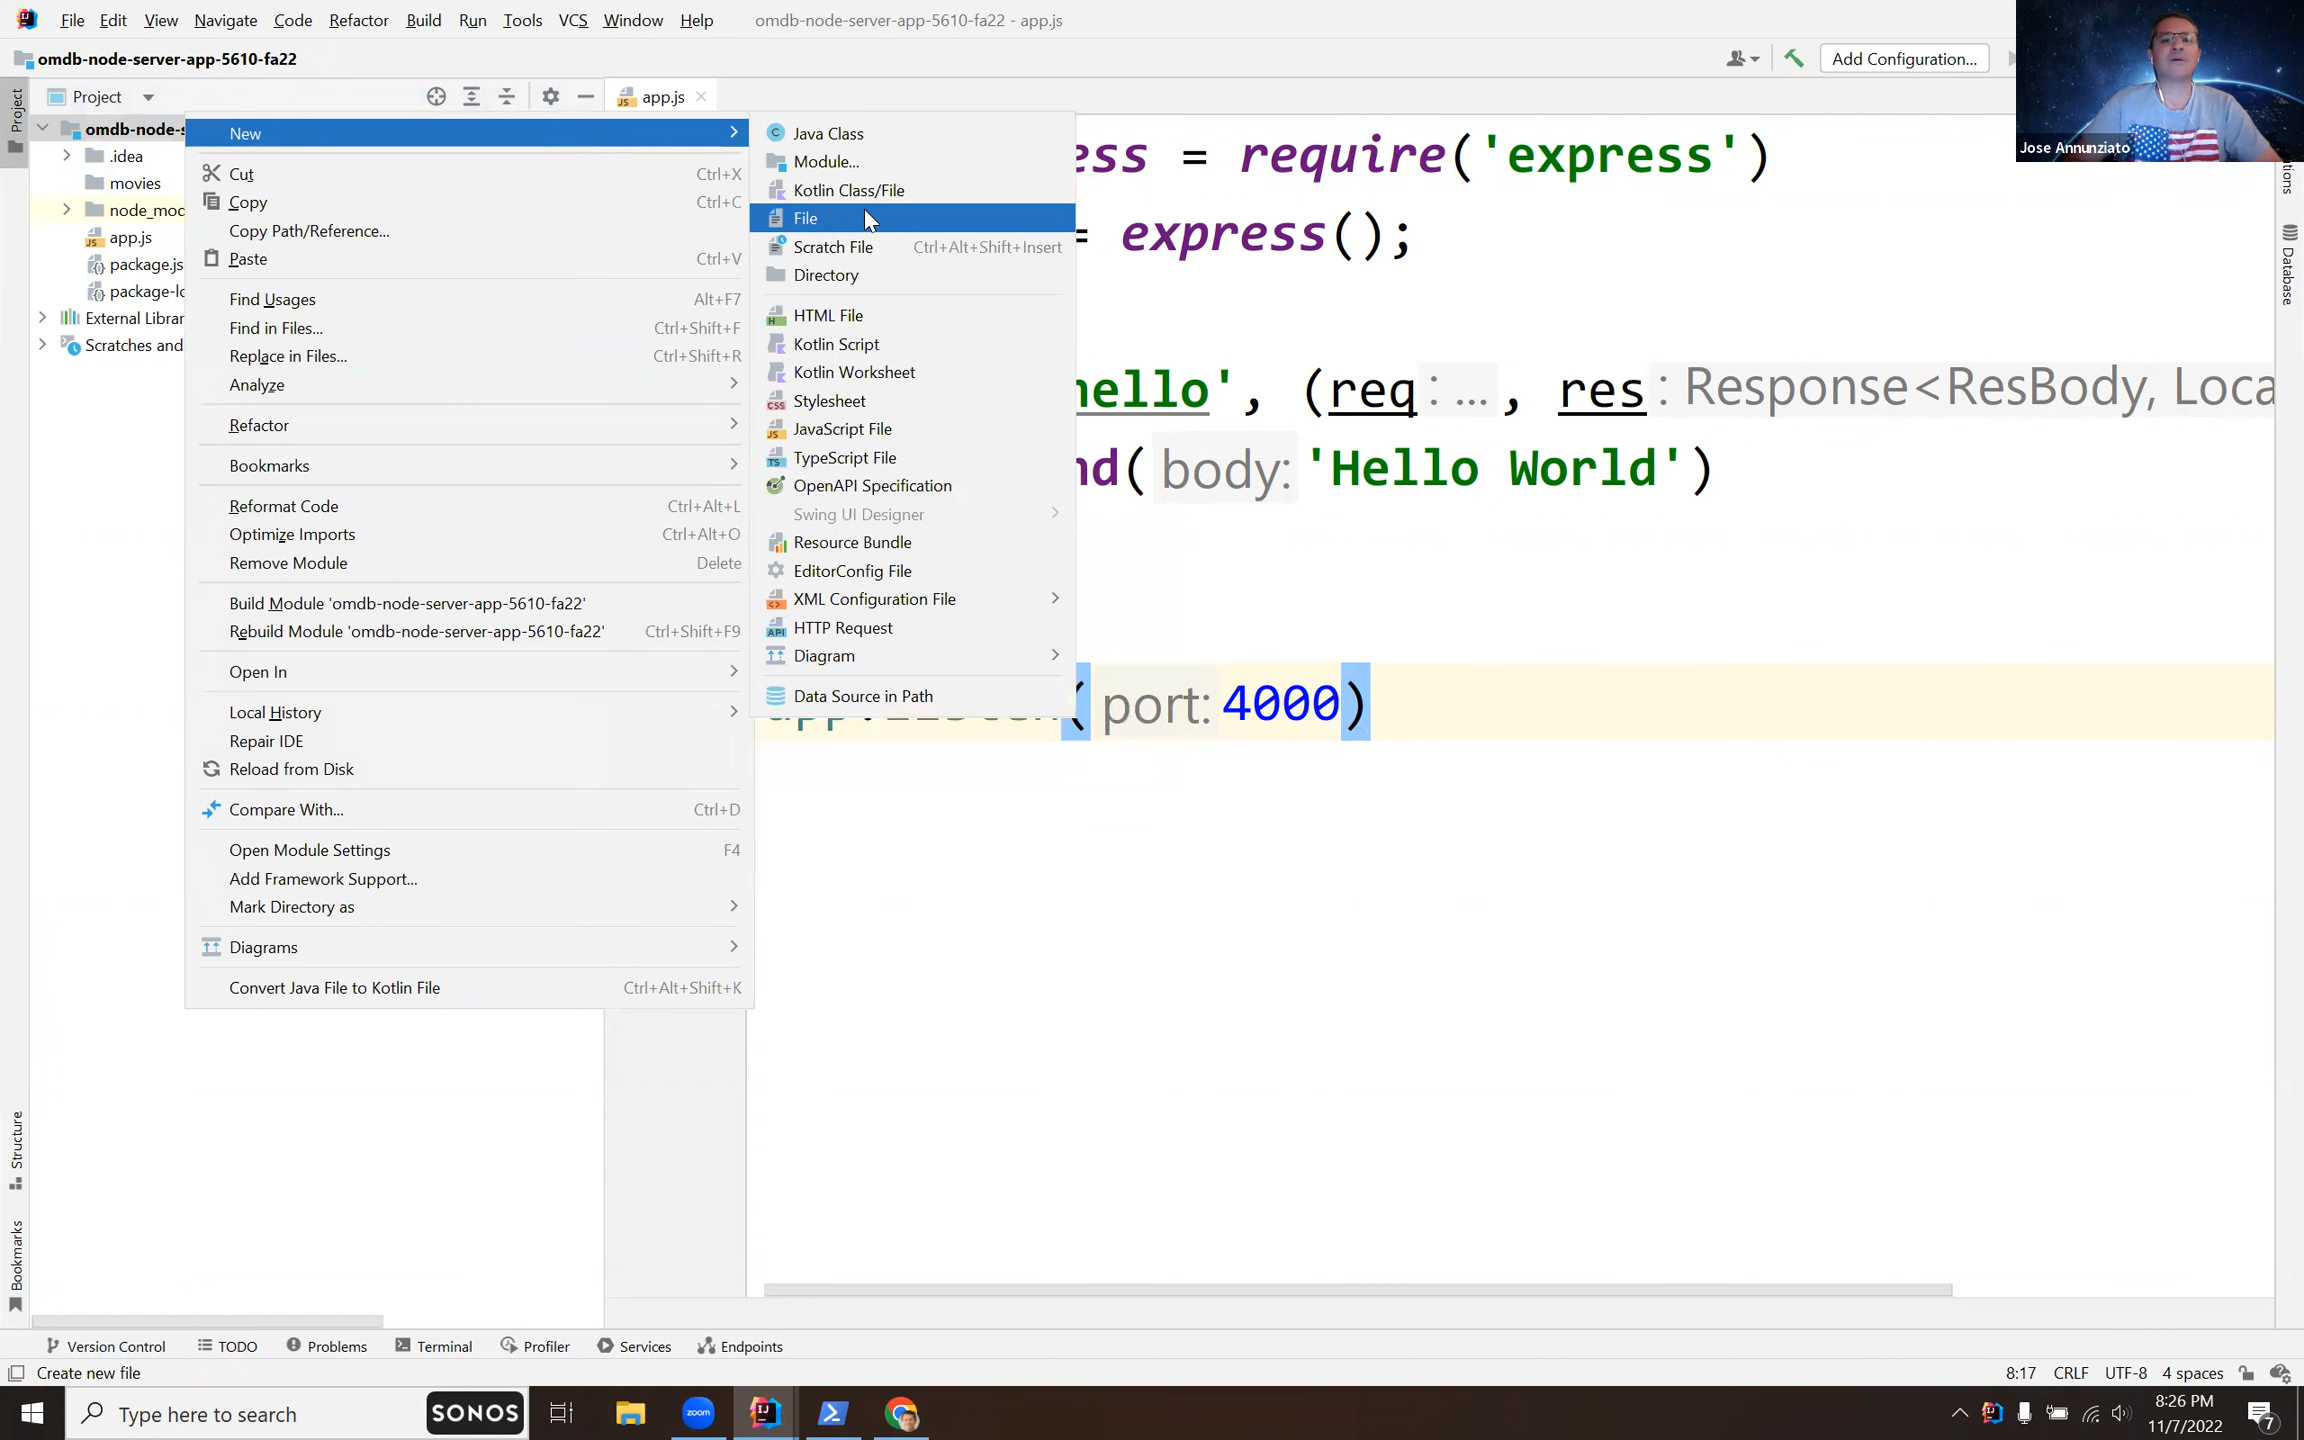 File Edit View Navigate Code Refactor Build Run Tools VCS Window Help omdb-node-server-app-5610-fa22 - app.js
omdb-node-server-app-5610-fa22
Add Configuration...
Jose Annunziato
Project
Project
app.js
omdb-node-s
.idea
movies
node_mod
app.js
package.js
package-lo
External Librar
Scratches and
New
Cut Ctrl+X
Copy Ctrl+C
Copy Path/Reference...
Paste Ctrl+V
Find Usages Alt+F7
Find in Files... Ctrl+Shift+F
Replace in Files... Ctrl+Shift+R
Analyze
Refactor
Bookmarks
Reformat Code Ctrl+Alt+L
Optimize Imports Ctrl+Alt+O
Remove Module Delete
Build Module 'omdb-node-server-app-5610-fa22'
Rebuild Module 'omdb-node-server-app-5610-fa22' Ctrl+Shift+F9
Open In
Local History
Repair IDE
Reload from Disk
Compare With... Ctrl+D
Open Module Settings F4
Add Framework Support...
Mark Directory as
Diagrams
Convert Java File to Kotlin File Ctrl+Alt+Shift+K
Java Class
Module...
Kotlin Class/File
File
Scratch File Ctrl+Alt+Shift+Insert
Directory
HTML File
Kotlin Script
Kotlin Worksheet
Stylesheet
JavaScript File
TypeScript File
OpenAPI Specification
Swing UI Designer
Resource Bundle
EditorConfig File
XML Configuration File
HTTP Request
Diagram
Data Source in Path
ess = require('express')
= express();
hello', (req: ... , res : Response<ResBody, Loca
nd( body: 'Hello World')
( port: 4000)
Database
Structure
Bookmarks
Version Control TODO Problems Terminal Profiler Services Endpoints
Create new file 8:17 CRLF UTF-8 4 spaces
Type here to search SONOS
zoom
8:26 PM
11/7/2022
7